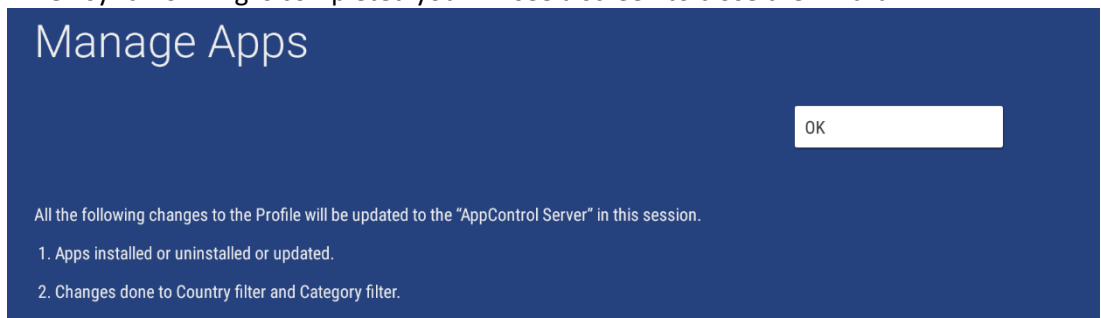 Manage Apps
OK
All the following changes to the Profile will be updated to the “AppControl Server” in this session.
1. Apps installed or uninstalled or updated.
2. Changes done to Country filter and Category filter.